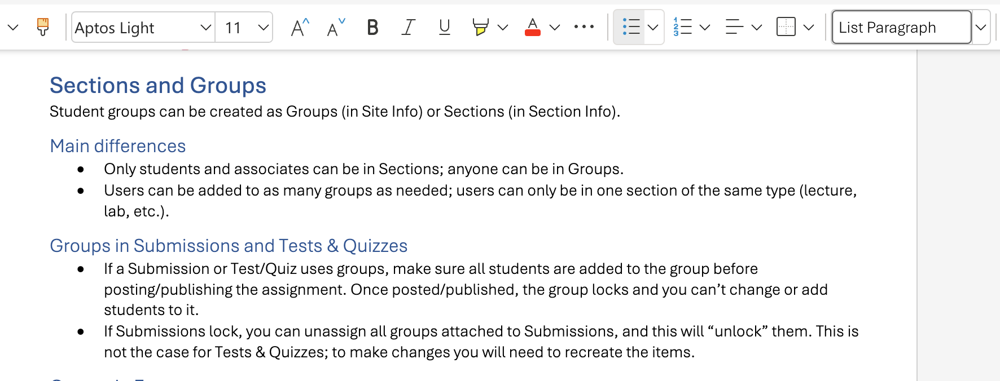 Aptos Light 11 A A B I U A 1 2 3 List Paragraph
Sections and Groups
Student groups can be created as Groups (in Site Info) or Sections (in Section Info).
Main differences
● Only students and associates can be in Sections; anyone can be in Groups.
● Users can be added to as many groups as needed; users can only be in one section of the same type (lecture,
lab, etc.).
Groups in Submissions and Tests & Quizzes
● If a Submission or Test/Quiz uses groups, make sure all students are added to the group before
posting/publishing the assignment. Once posted/published, the group locks and you can’t change or add
students to it.
● If Submissions lock, you can unassign all groups attached to Submissions, and this will “unlock” them. This is
not the case for Tests & Quizzes; to make changes you will need to recreate the items.